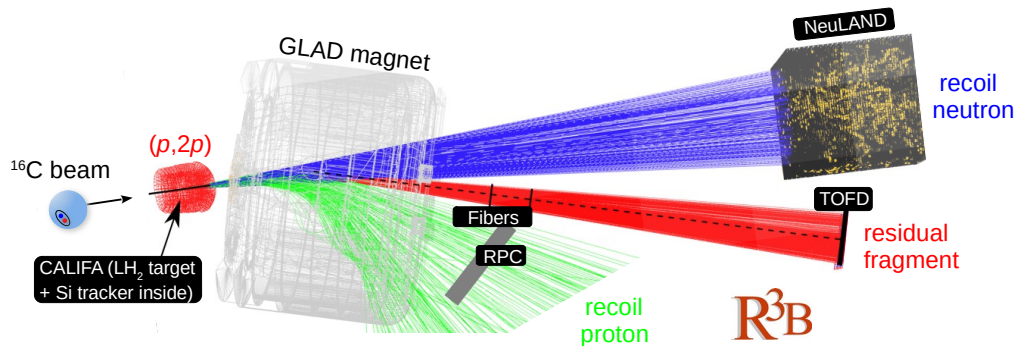 NeuLAND
GLAD magnet
recoil
neutron
(p,2p)
¹⁶C beam
TOFD
Fibers
residual
fragment
RPC
CALIFA (LH₂ target
+ Si tracker inside)
recoil
proton
R³B